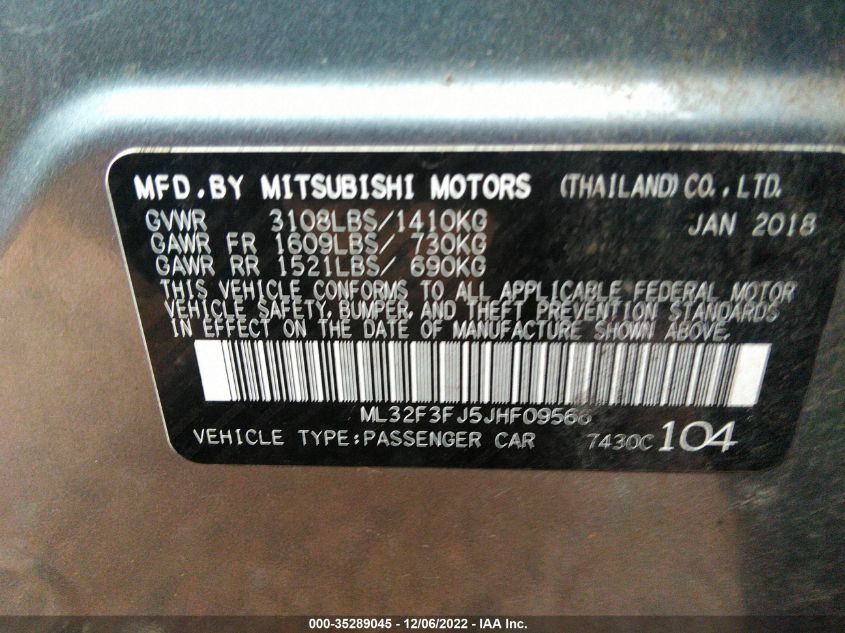 MFD.BY MITSUBISHI MOTORS (THAILAND) CO., LTD.
GVWR 3108LBS/1410KG JAN 2018
GAWR FR 1609LBS/ 730KG
GAWR RR 1521LBS/ 690KG
THIS VEHICLE CONFORMS TO ALL APPLICABLE FEDERAL MOTOR
VEHICLE SAFETY, BUMPER, AND THEFT PREVENTION STANDARDS
IN EFFECT ON THE DATE OF MANUFACTURE SHOWN ABOVE.
ML32F3FJ5JHF09566
VEHICLE TYPE:PASSENGER CAR 7430C 104
000-35289045 - 12/06/2022 - IAA Inc.